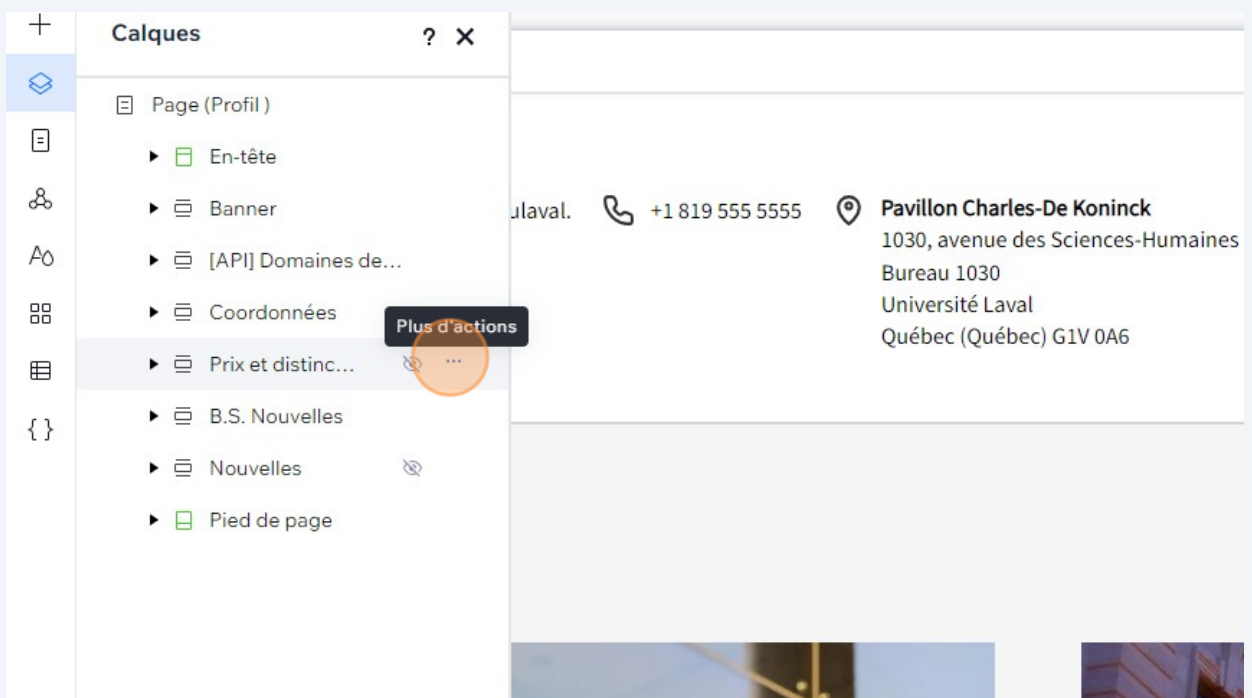 Calques
?
Page (Profil )
En-tête
Banner
[API] Domaines de...
Coordonnées
Plus d'actions
Prix et distinc...
B.S. Nouvelles
Nouvelles
Pied de page
ulaval.
+1 819 555 5555
Pavillon Charles-De Koninck
1030, avenue des Sciences-Humaines
Bureau 1030
Université Laval
Québec (Québec) G1V 0A6